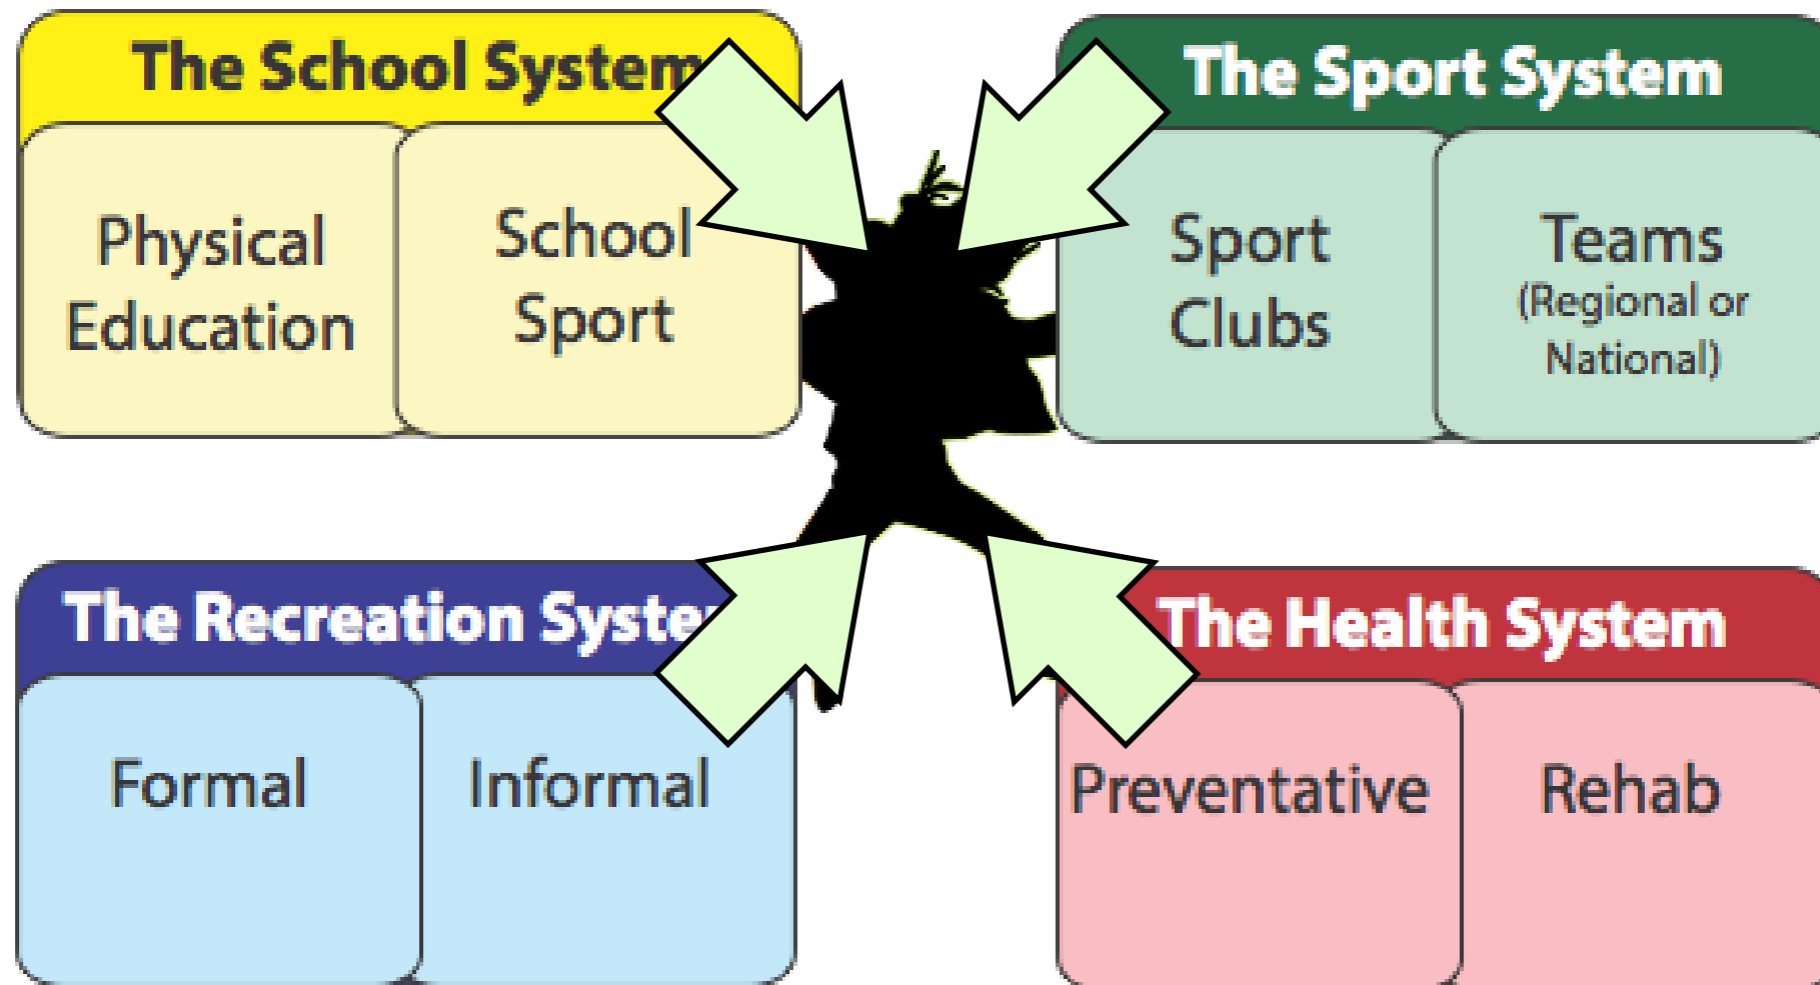 The School System
Physical
Education
School
Sport
The Sport System
Sport
Clubs
Teams
(Regional or
National)
The Recreation Syste
Formal
Informal
The Health System
Preventative
Rehab